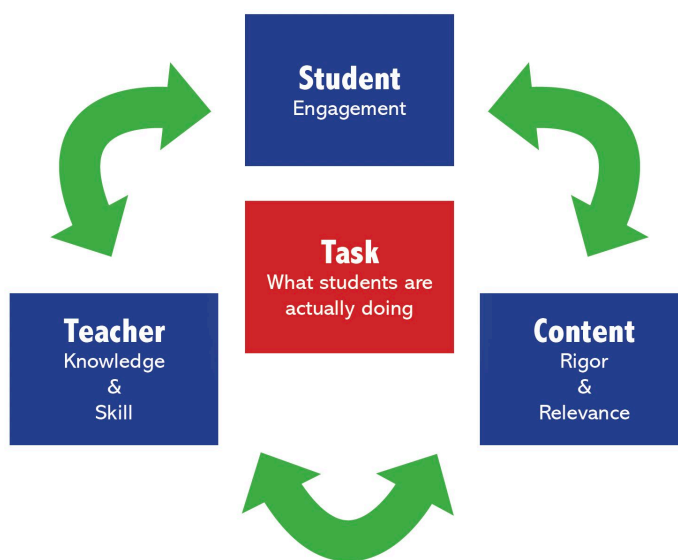 Student
Engagement
Task
What students are
actually doing
Teacher
Knowledge
&
Skill
Content
Rigor
&
Relevance